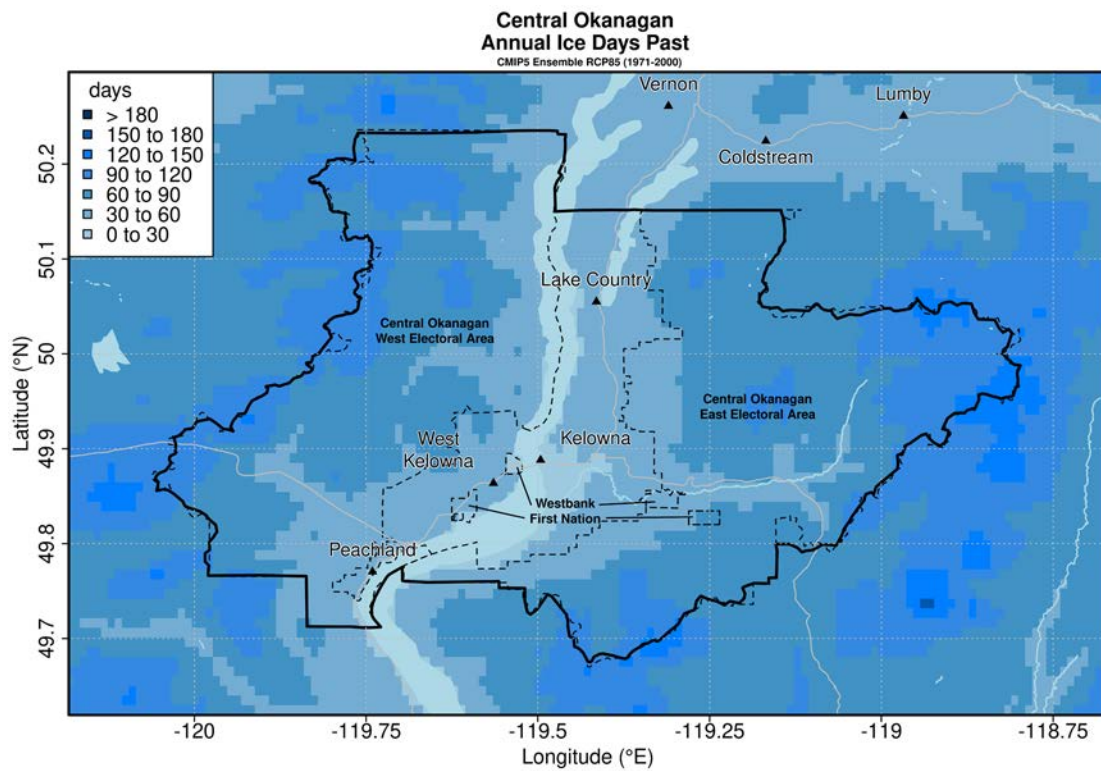 Central Okanagan
Annual Ice Days Past
CMIP5 Ensemble RCP85 (1971-2000)
days
> 180
150 to 180
120 to 150
90 to 120
60 to 90
30 to 60
0 to 30
Vernon
Lumby
Coldstream
Lake Country
Central Okanagan
West Electoral Area
Central Okanagan
East Electoral Area
West
Kelowna
Kelowna
Westbank
First Nation
Peachland
50.2
50.1
50
49.9
49.8
49.7
Latitude (°N)
-120
-119.75
-119.5
-119.25
-119
-118.75
Longitude (°E)